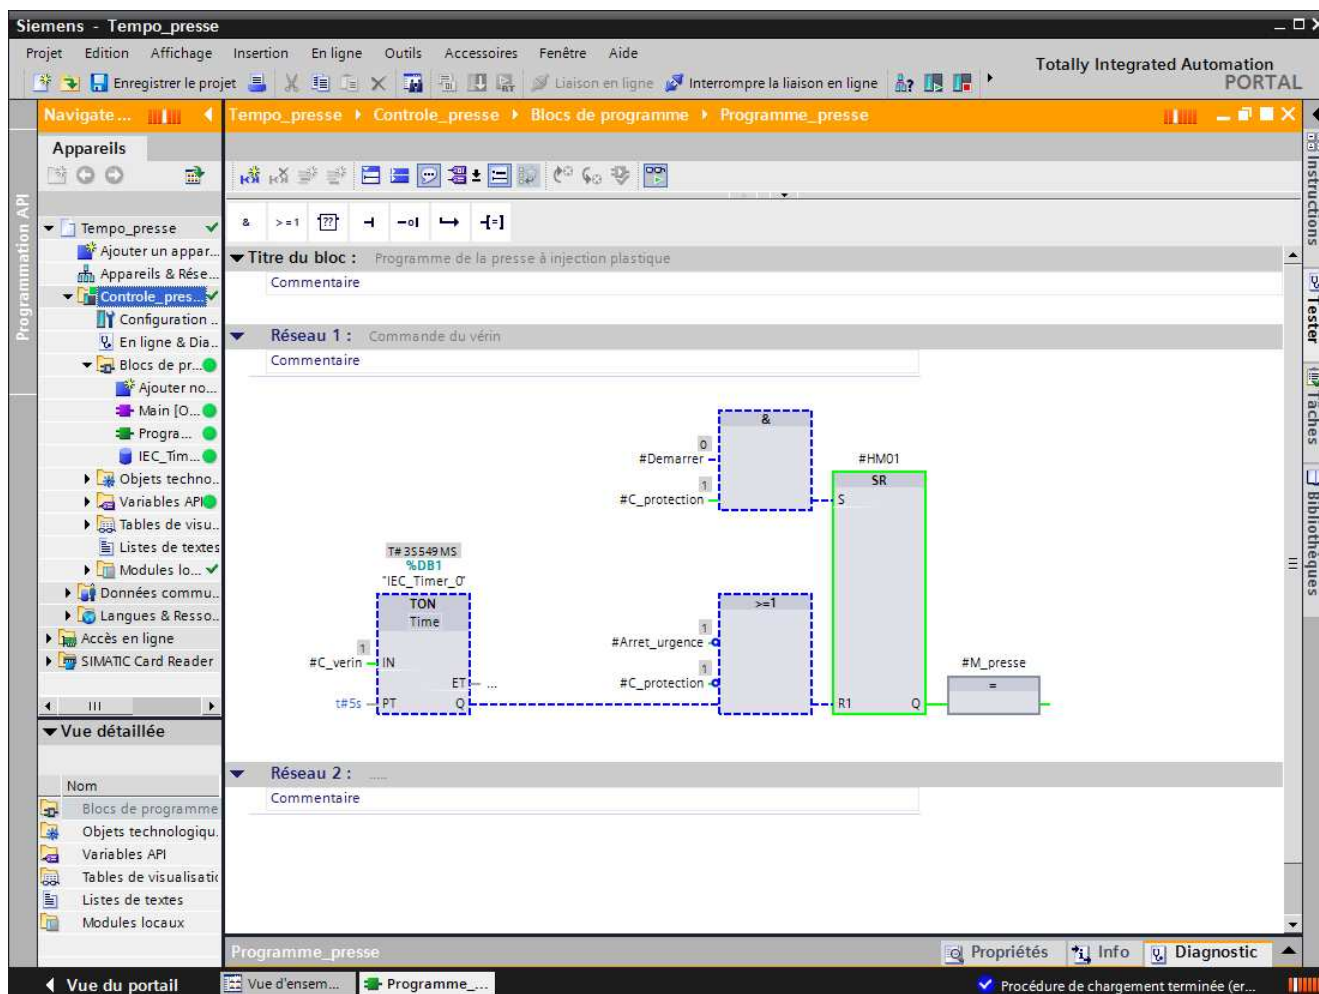 Siemens - Tempo_presse
Projet Edition Affichage Insertion En ligne Outils Accessoires Fenêtre Aide
Totally Integrated Automation
PORTAL
Enregistrer le projet
Liaison en ligne
Interrompre la liaison en ligne
Navigate ...
Tempo_presse
Controle_presse
Blocs de programme
Programme_presse
Appareils
Programmation API
Tempo_presse
Ajouter un appar...
Appareils & Rése...
Controle_pres...
Configuration ..
En ligne & Dia..
Blocs de pr...
Ajouter no...
Main [O...
Progra...
IEC_Tim...
Objets techno..
Variables API
Tables de visu..
Listes de textes
Modules lo...
Données commu..
Langues & Resso..
Accès en ligne
SIMATIC Card Reader
Vue détaillée
Nom
Blocs de programme
Objets technologiqu.
Variables API
Tables de visualisatic
Listes de textes
Modules locaux
& >=1 ?? -[=]
Titre du bloc : Programme de la presse à injection plastique
Commentaire
Réseau 1 : Commande du vérin
Commentaire
&
0
#Demarrer
1
#C_protection
#HM01
SR
S
T#3S549MS
%DB1
"IEC_Timer_0"
TON
Time
1
#C_verin
IN
ET
...
t#5s
PT
Q
>=1
1
#Arret_urgence
1
#C_protection
R1
Q
#M_presse
=
Réseau 2 : .....
Commentaire
Instructions
Tester
Tâches
Bibliothèques
Programme_presse
Propriétés
Info
Diagnostic
Vue du portail
Vue d'ensem...
Programme_...
Procédure de chargement terminée (er...